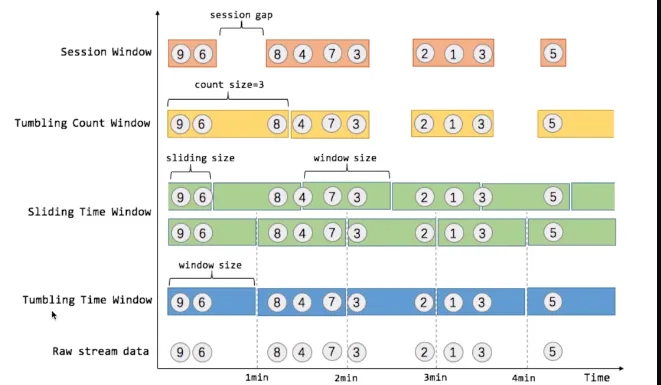 session gap
Session Window
9 6 8 4 7 3 2 1 3 5
count size=3
Tumbling Count Window
9 6 8 4 7 3 2 1 3 5
sliding size window size
9 6 8 4 7 3 2 1 3 5
Sliding Time Window
9 6 8 4 7 3 2 1 3 5
window size
Tumbling Time Window
9 6 8 4 7 3 2 1 3 5
Raw stream data
9 6 8 4 7 3 2 1 3 5
1min 2min 3min 4min Time